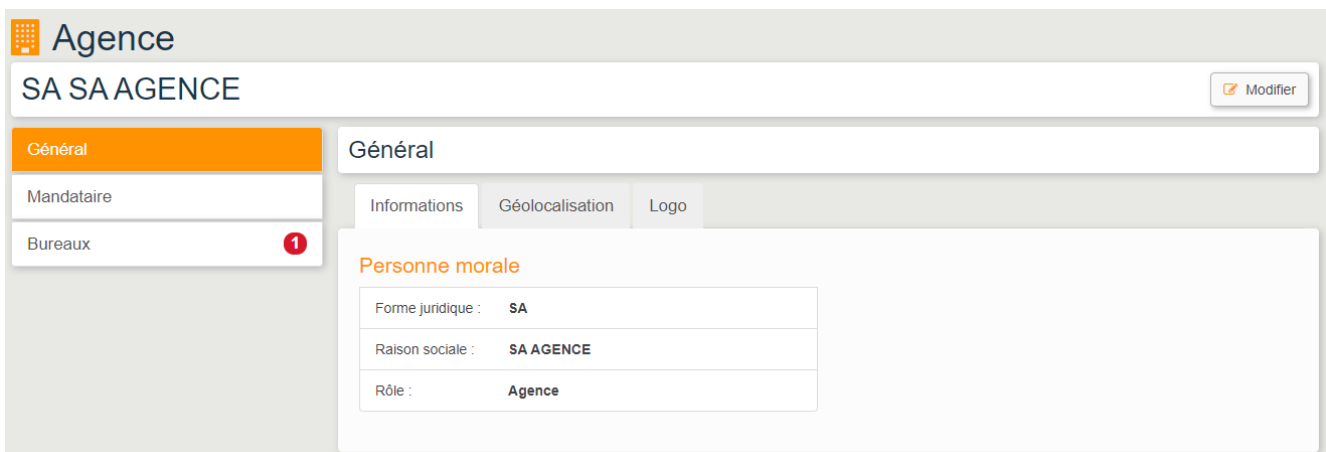 Agence
SA SA AGENCE
Modifier
Général
Mandataire
Bureaux 1
Général
Informations Géolocalisation Logo
Personne morale
Forme juridique : SA
Raison sociale : SA AGENCE
Rôle : Agence